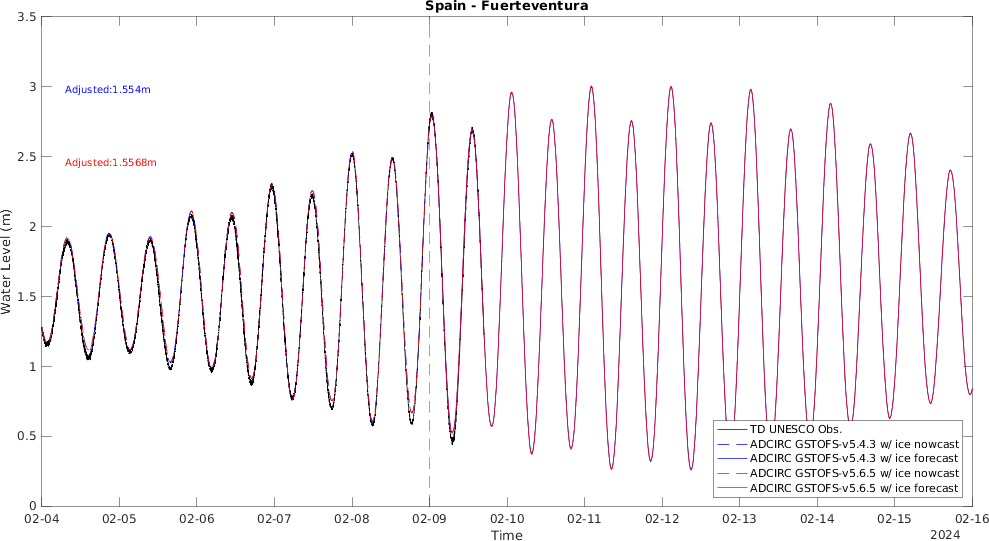 Spain - Fuerteventura
3.5
3
2.5
2
1.5
1
0.5
0
Water Level (m)
Adjusted:1.554m
Adjusted:1.5568m
TD UNESCO Obs.
ADCIRC GSTOFS-v5.4.3 w/ ice nowcast
ADCIRC GSTOFS-v5.4.3 w/ ice forecast
ADCIRC GSTOFS-v5.6.5 w/ ice nowcast
ADCIRC GSTOFS-v5.6.5 w/ ice forecast
02-04 02-05 02-06 02-07 02-08 02-09 02-10 02-11 02-12 02-13 02-14 02-15 02-16
Time
2024